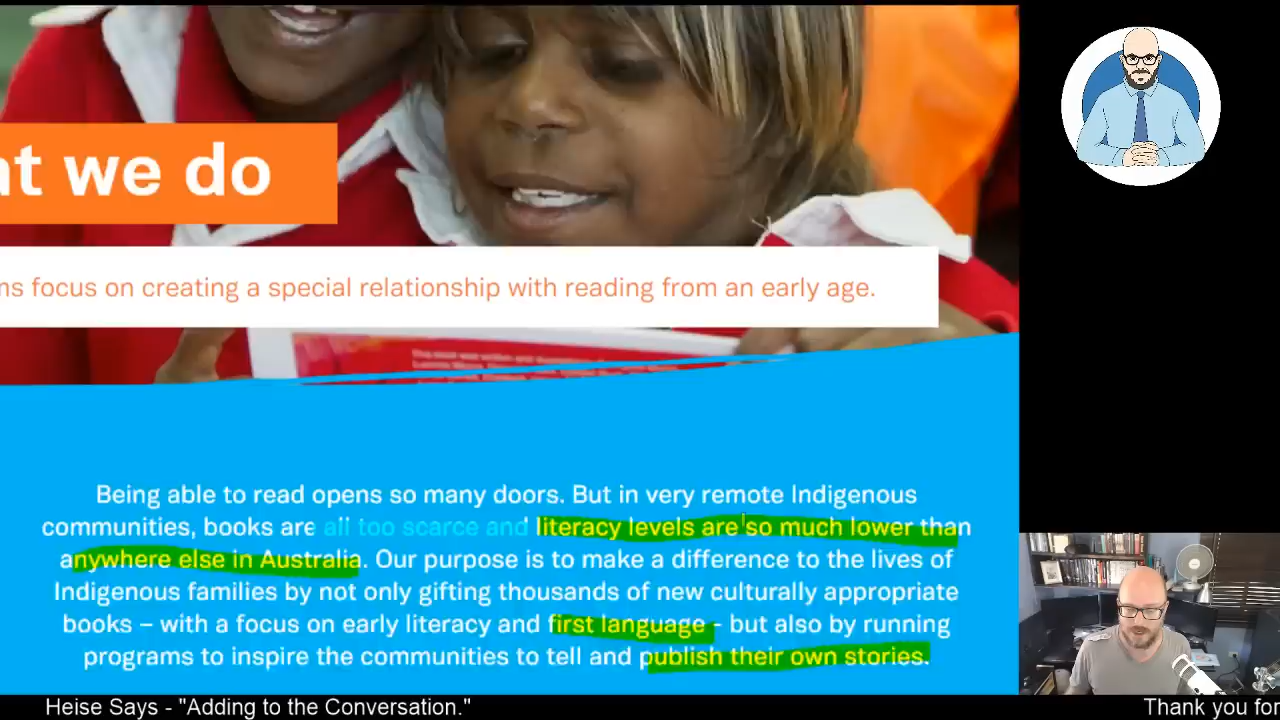 at we do
ns focus on creating a special relationship with reading from an early age.
Being able to read opens so many doors. But in very remote Indigenous
communities, books are all too scarce and literacy levels are so much lower than
anywhere else in Australia. Our purpose is to make a difference to the lives of
Indigenous families by not only gifting thousands of new culturally appropriate
books – with a focus on early literacy and first language - but also by running
programs to inspire the communities to tell and publish their own stories.
Heise Says - "Adding to the Conversation."
Thank you for